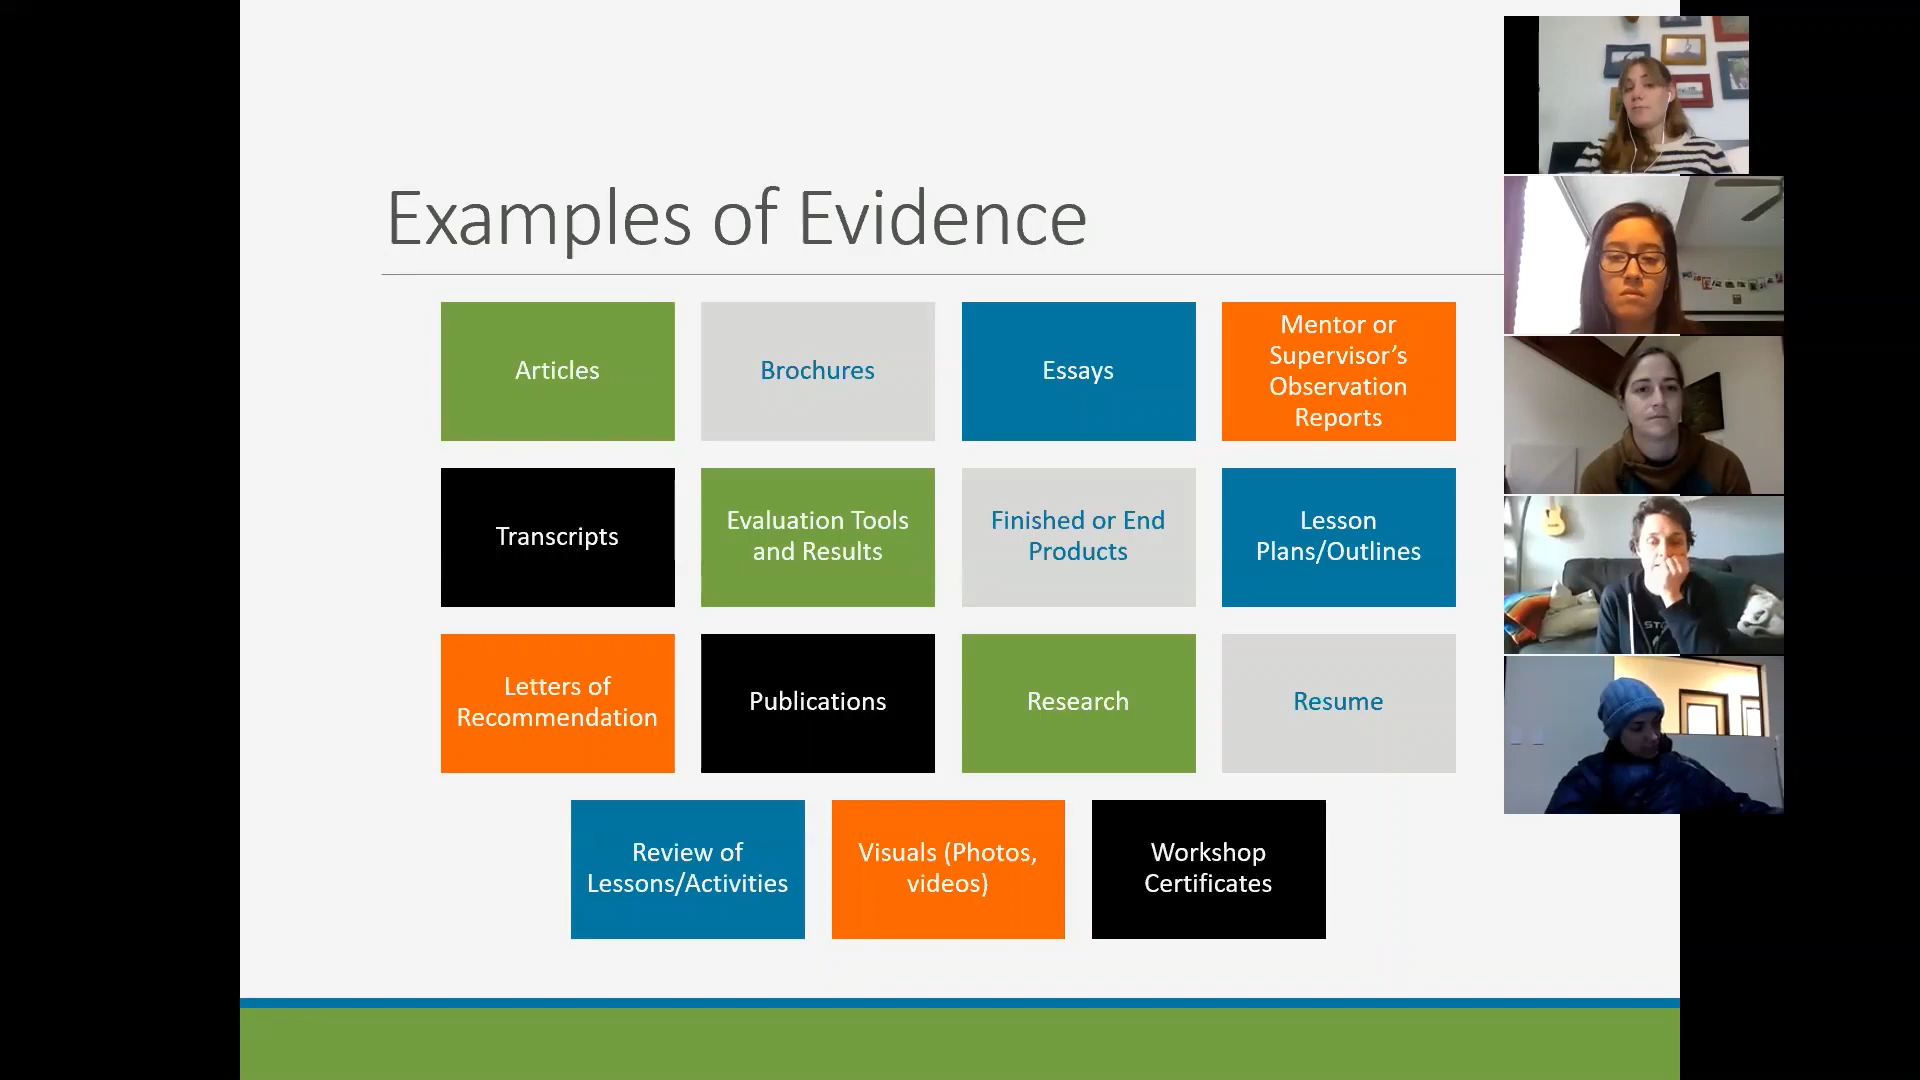 Examples of Evidence
Articles
Brochures
Essays
Mentor or
Supervisor’s
Observation
Reports
Transcripts
Evaluation Tools
and Results
Finished or End
Products
Lesson
Plans/Outlines
Letters of
Recommendation
Publications
Research
Resume
Review of
Lessons/Activities
Visuals (Photos,
videos)
Workshop
Certificates